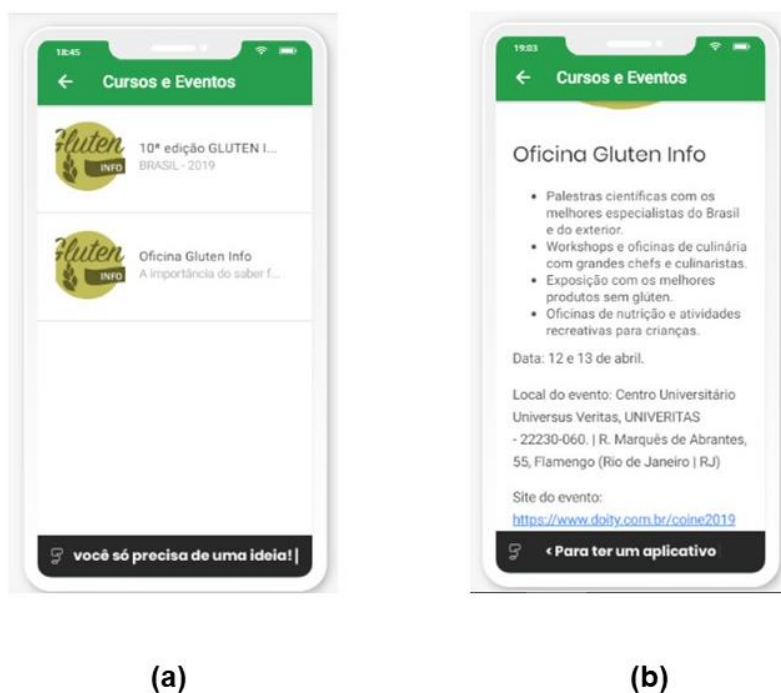 18:45
Cursos e Eventos
Gluten
INFO
10ª edição GLUTEN I...
BRASIL - 2019
Gluten
INFO
Oficina Gluten Info
A importância do saber f...
você só precisa de uma ideia!|
(a)
19:03
Cursos e Eventos
Oficina Gluten Info
• Palestras científicas com os
melhores especialistas do Brasil
e do exterior.
• Workshops e oficinas de culinária
com grandes chefs e culinaristas.
• Exposição com os melhores
produtos sem glúten.
• Oficinas de nutrição e atividades
recreativas para crianças.
Data: 12 e 13 de abril.
Local do evento: Centro Universitário
Universus Veritas, UNIVERITAS
- 22230-060. | R. Marquês de Abrantes,
55, Flamengo (Rio de Janeiro | RJ)
Site do evento:
https://www.doity.com.br/coine2019
< Para ter um aplicativo
(b)